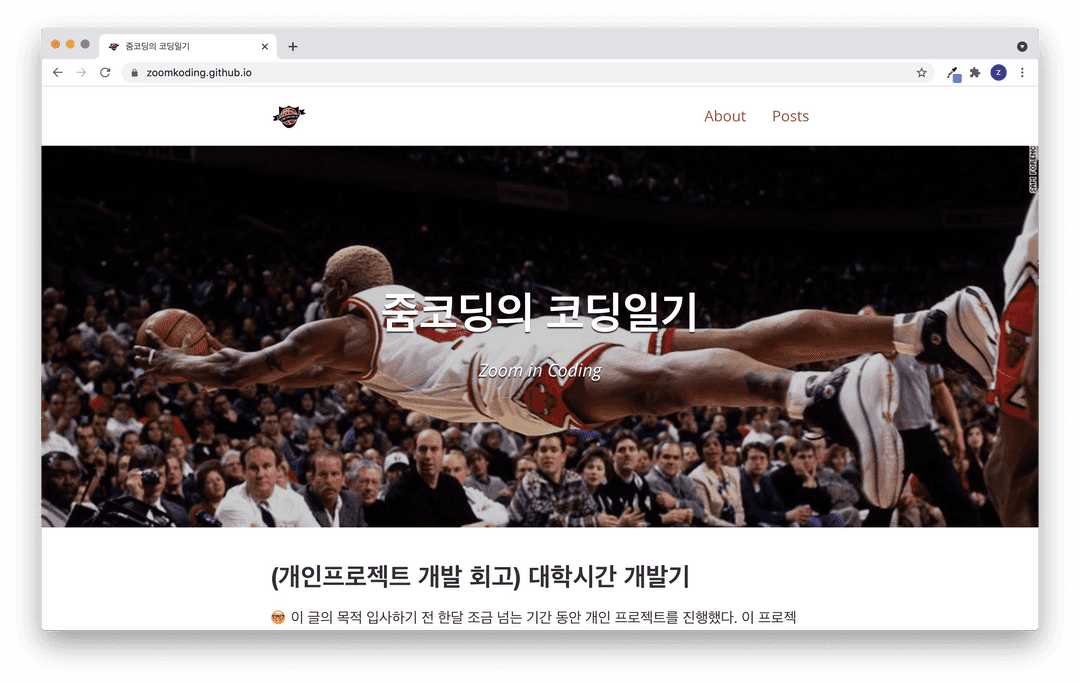 줌코딩의 코딩일기
zoomkoding.github.io
Z
About Posts
줌코딩의 코딩일기
Zoom in Coding
(개인프로젝트 개발 회고) 대학시간 개발기
🤓 이 글의 목적 입사하기 전 한달 조금 넘는 기간 동안 개인 프로젝트를 진행했다. 이 프로젝